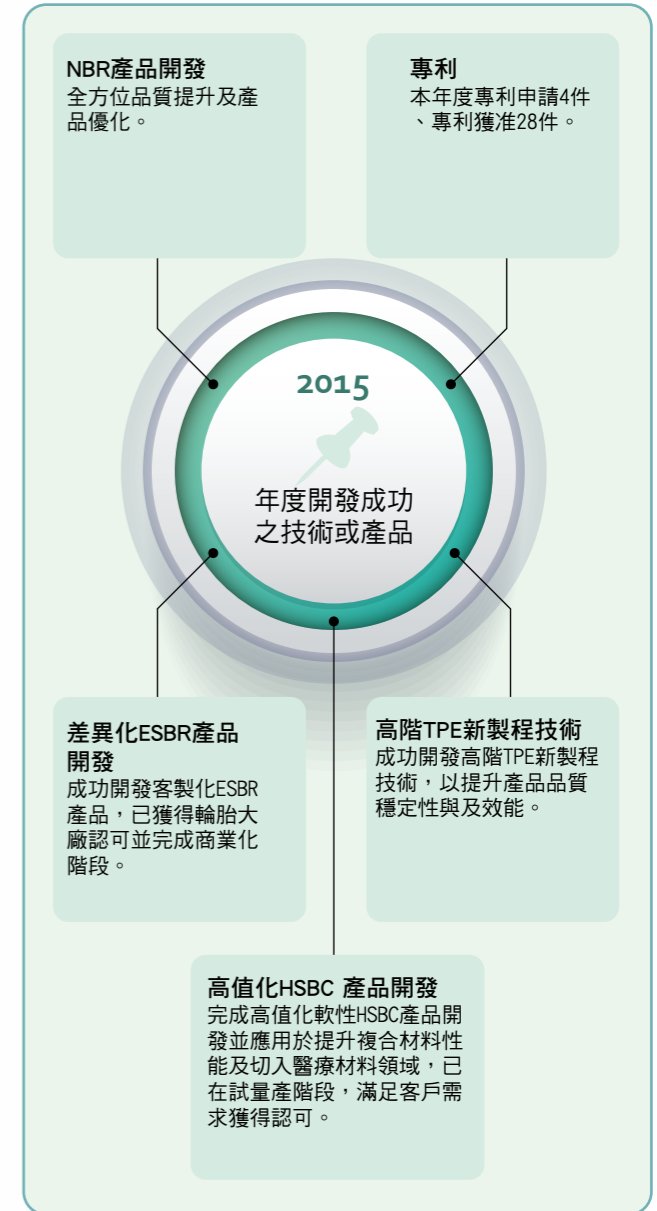 NBR產品開發
全方位品質提升及產
品優化。
專利
本年度專利申請4件
、專利獲准28件。
2015
年度開發成功
之技術或產品
差異化ESBR產品
開發
成功開發客製化ESBR
產品，已獲得輪胎大
廠認可並完成商業化
階段。
高階TPE新製程技術
成功開發高階TPE新製程
技術，以提升產品品質
穩定性與及效能。
高值化HSBC 產品開發
完成高值化軟性HSBC產品開
發並應用於提升複合材料性
能及切入醫療材料領域，已
在試量產階段，滿足客戶需
求獲得認可。